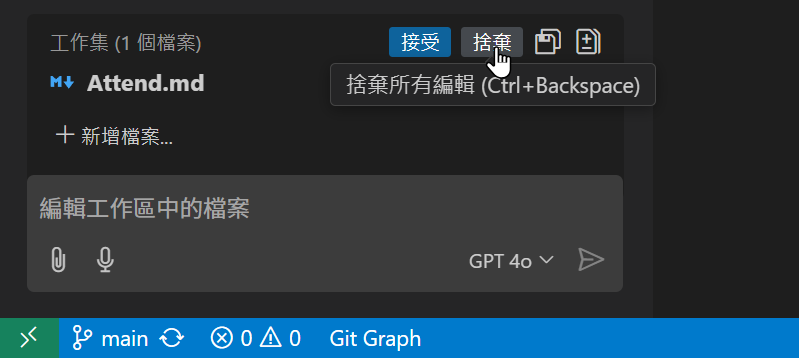 工作集 (1 個檔案) 接受 捨棄
Attend.md
捨棄所有編輯 (Ctrl+Backspace)
新增檔案...
編輯工作區中的檔案
GPT 4o
main 0 0 Git Graph